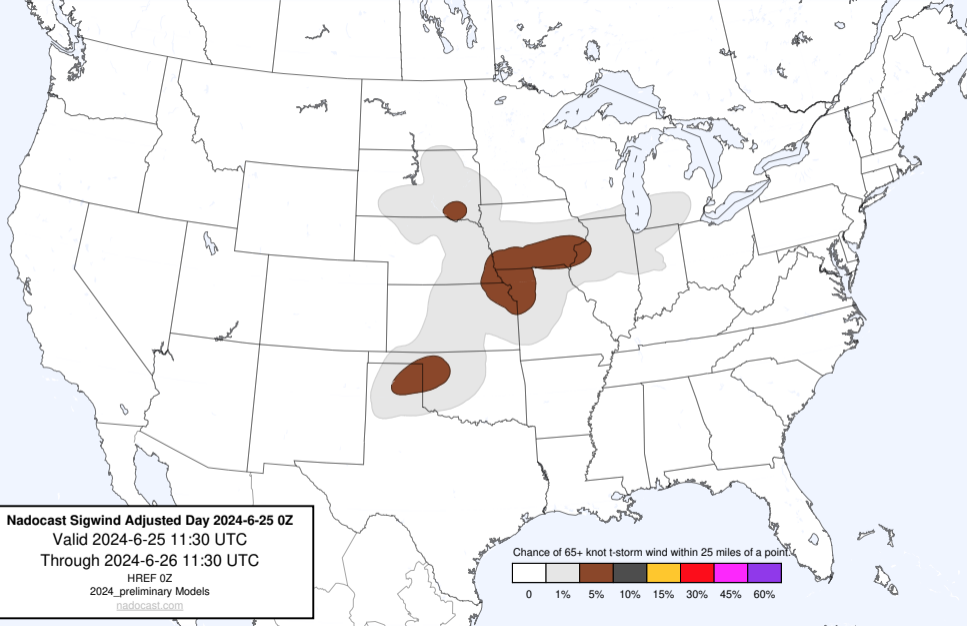 Nadocast Sigwind Adjusted Day 2024-6-25 0Z
Valid 2024-6-25 11:30 UTC
Through 2024-6-26 11:30 UTC
HREF 0Z
2024_preliminary Models
nadocast.com
Chance of 65+ knot t-storm wind within 25 miles of a point.
0 1% 5% 10% 15% 30% 45% 60%